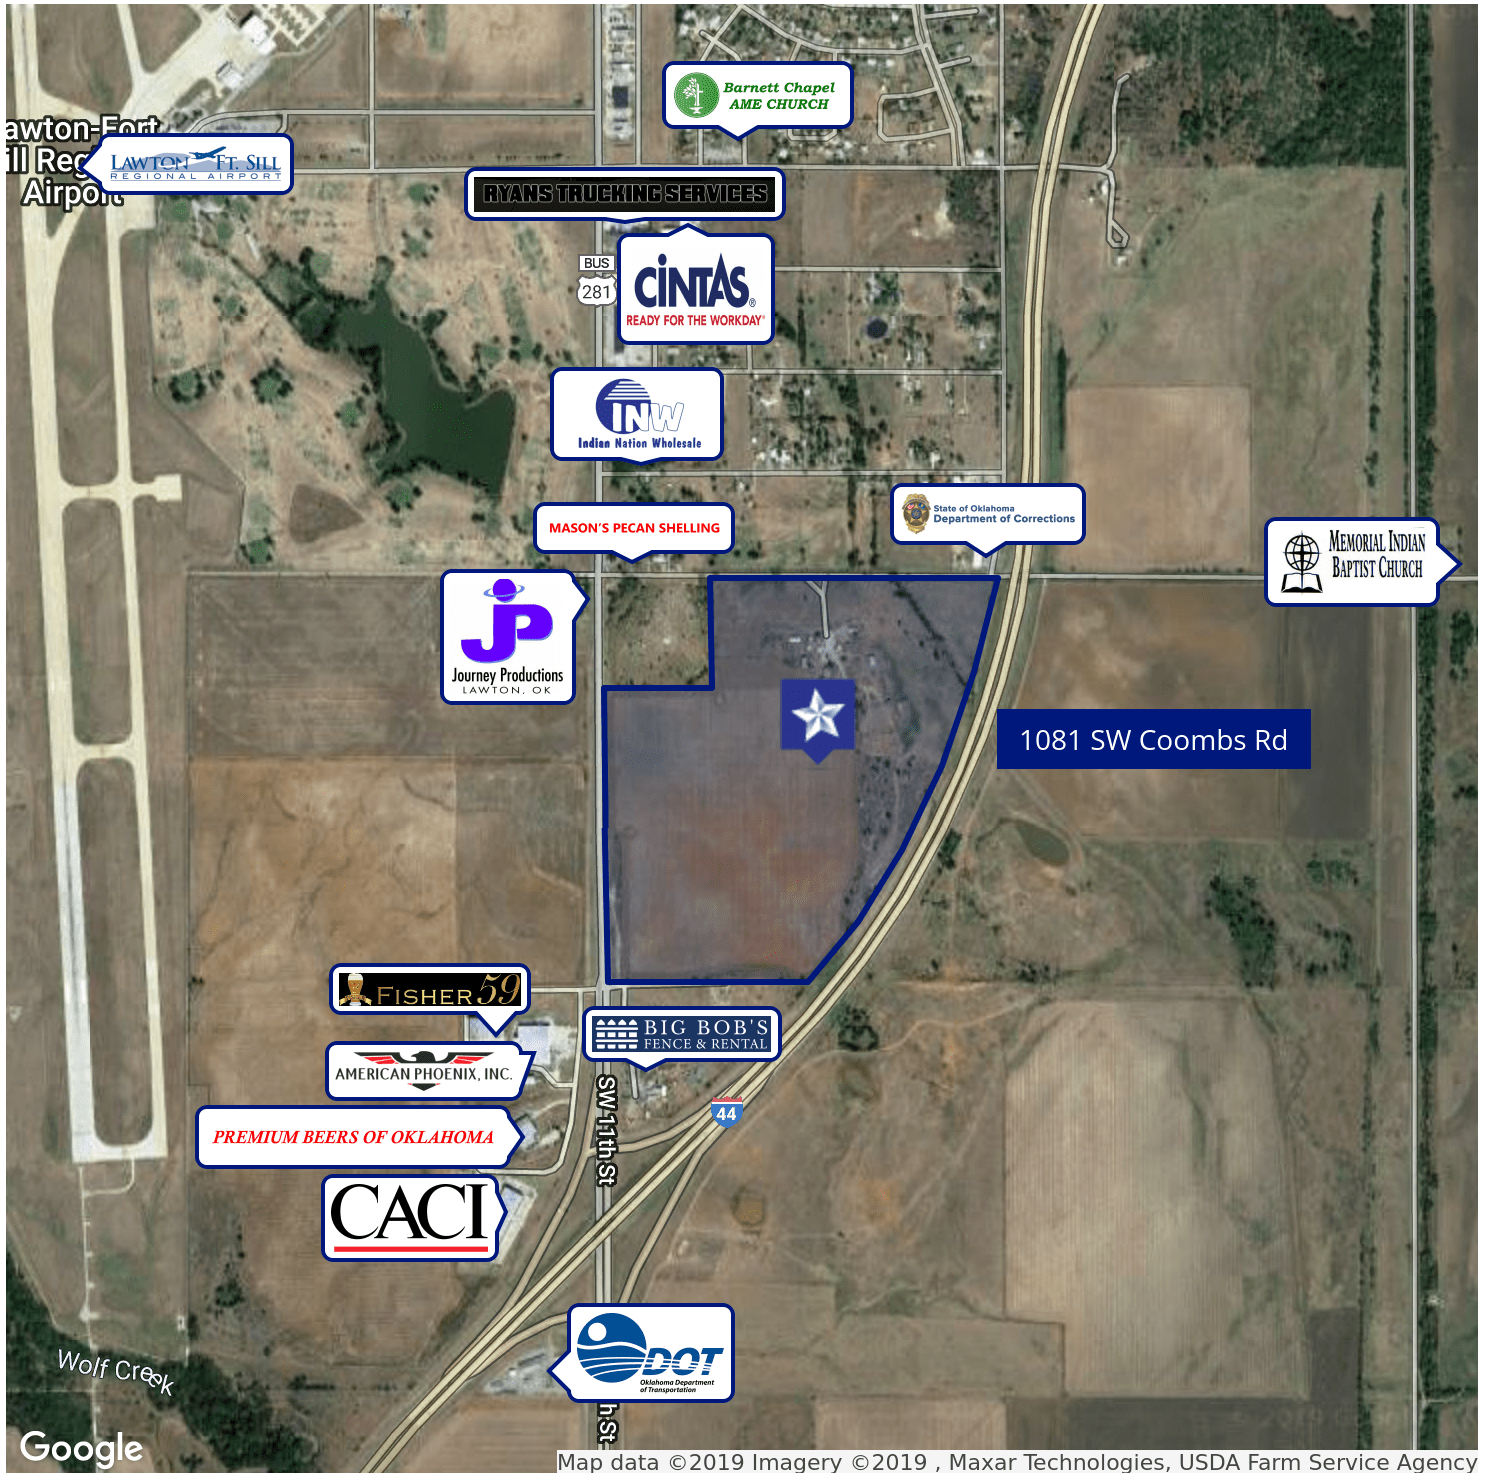 Barnett Chapel
AME CHURCH
awton-Fort
ill Reg
Airport
LAWTON FT. SILL
REGIONAL AIRPORT
RYANS TRUCKING SERVICES
BUS
281
CINTAS®
READY FOR THE WORKDAY®
INW
Indian Nation Wholesale
MASON'S PECAN SHELLING
State of Oklahoma
Department of Corrections
MEMORIAL INDIAN
BAPTIST CHURCH
JP
Journey Productions
LAWTON, OK
1081 SW Coombs Rd
FISHER 59
BIG BOB'S
FENCE & RENTAL
AMERICAN PHOENIX, INC.
SW 11th St
44
PREMIUM BEERS OF OKLAHOMA
CACI
ODOT
Oklahoma Department
of Transportation
Wolf Creek
h St
Google
Map data ©2019 Imagery ©2019 , Maxar Technologies, USDA Farm Service Agency